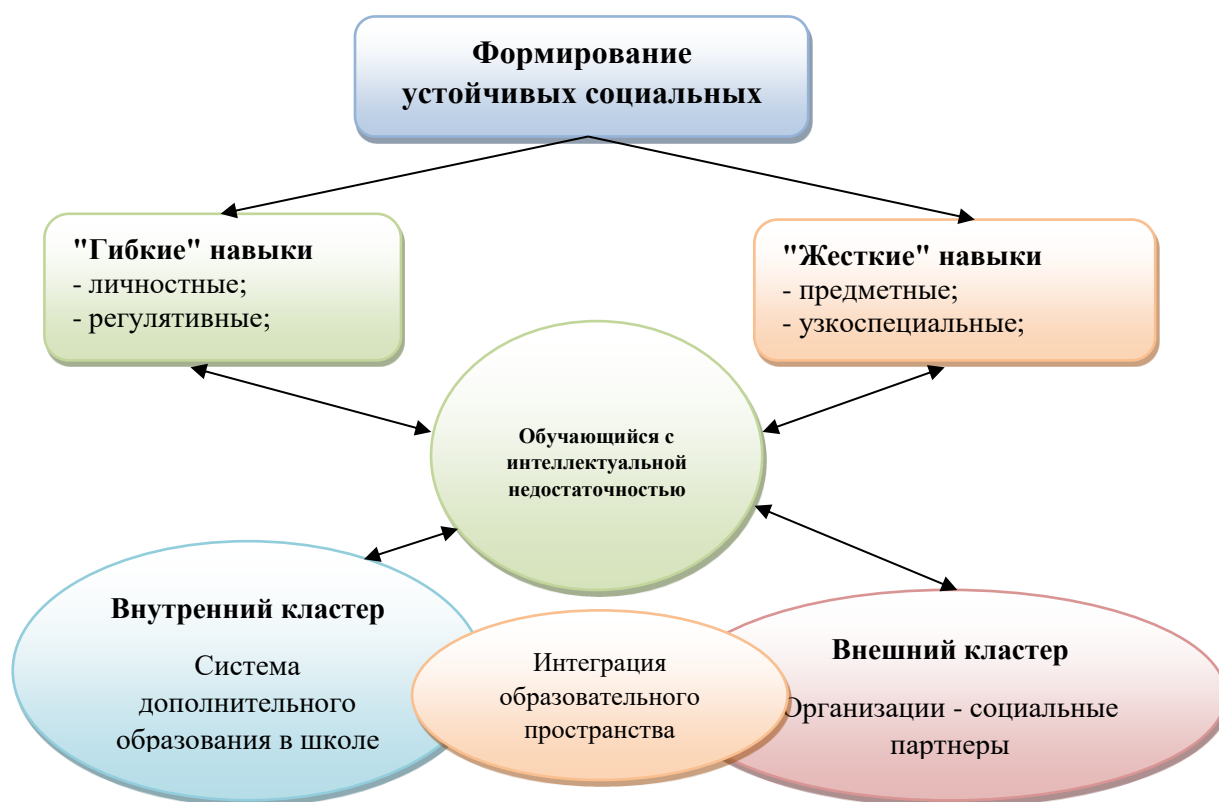 Формирование
устойчивых социальных
"Гибкие" навыки
- личностные;
- регулятивные;
"Жесткие" навыки
- предметные;
- узкоспециальные;
Обучающийся с
интеллектуальной
недостаточностью
Внутренний кластер
Система
дополнительного
образования в школе
Интеграция
образовательного
пространства
Внешний кластер
Организации - социальные
партнеры